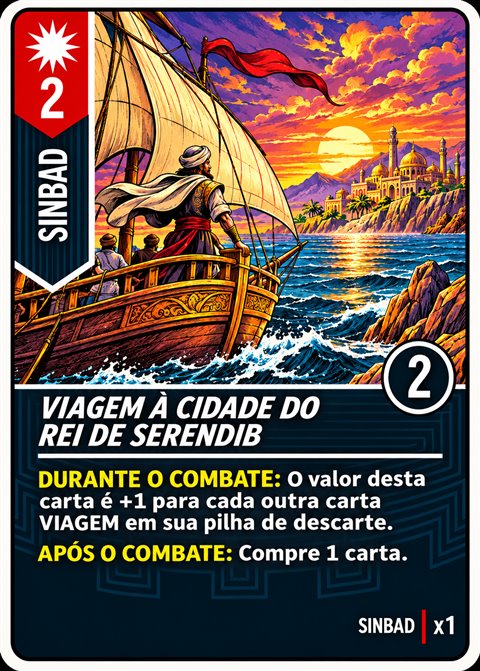 2
SINBAD
2
VIAGEM À CIDADE DO
REI DE SERENDIB
DURANTE O COMBATE: O valor desta
carta é +1 para cada outra carta
VIAGEM em sua pilha de descarte.
APÓS O COMBATE: Compre 1 carta.
SINBAD | x1